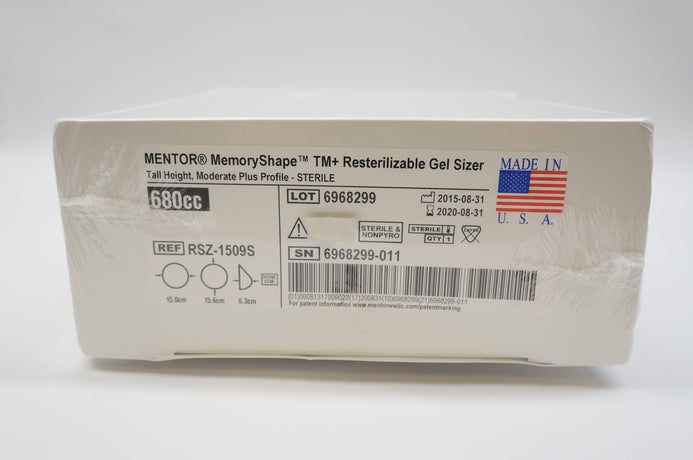 MENTOR® MemoryShape™ TM+ Resterilizable Gel Sizer
Tall Height, Moderate Plus Profile - STERILE
680cc
REF RSZ-1509S
15.0cm 15.6cm 6.3cm
NOM. DIM.
LOT 6968299
2015-08-31
2020-08-31
STERILE & NONPYRO
STERILE
QTY 1
SN 6968299-011
(01)00081317009023(17)200831(10)6968299(21)6968299-011
For patent information www.mentorwwllc.com/patentmarking
MADE IN
U. S. A.